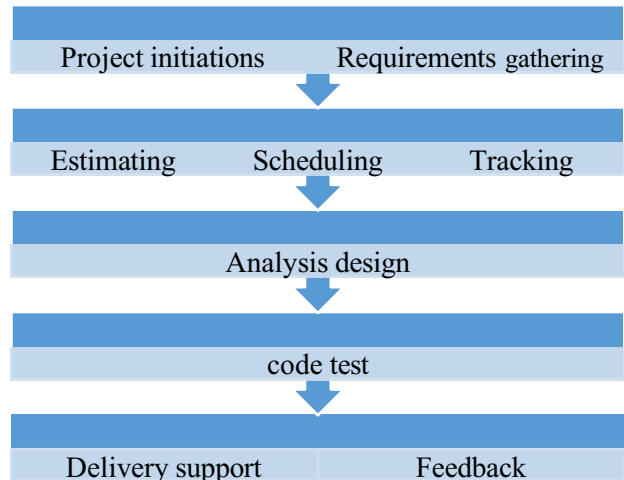 Project initiations Requirements gathering
Estimating Scheduling Tracking
Analysis design
code test
Delivery support Feedback